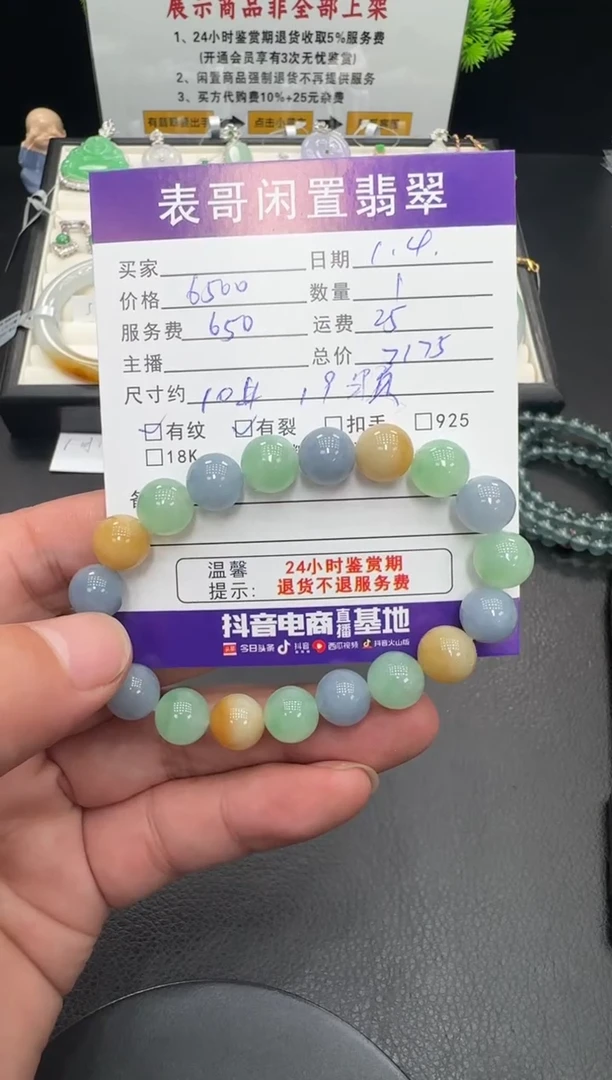 展示商品非全部上架
1、24小时鉴赏期退货收取5%服务费
(开通会员享有3次无忧鉴赏)
2、闲置商品强制退货不再提供服务
3、买方代购费10%+25元杂费
表哥闲置翡翠
买家 日期 1.4.
价格 6500 数量 1
服务费 650 运费 25
主播 总价 7175
尺寸约 19
☑有纹 ☑有裂 □扣手 □925
□18K
温馨提示: 24小时鉴赏期
退货不退服务费
抖音电商直播基地
今日头条 抖音 西瓜视频 抖音火山版